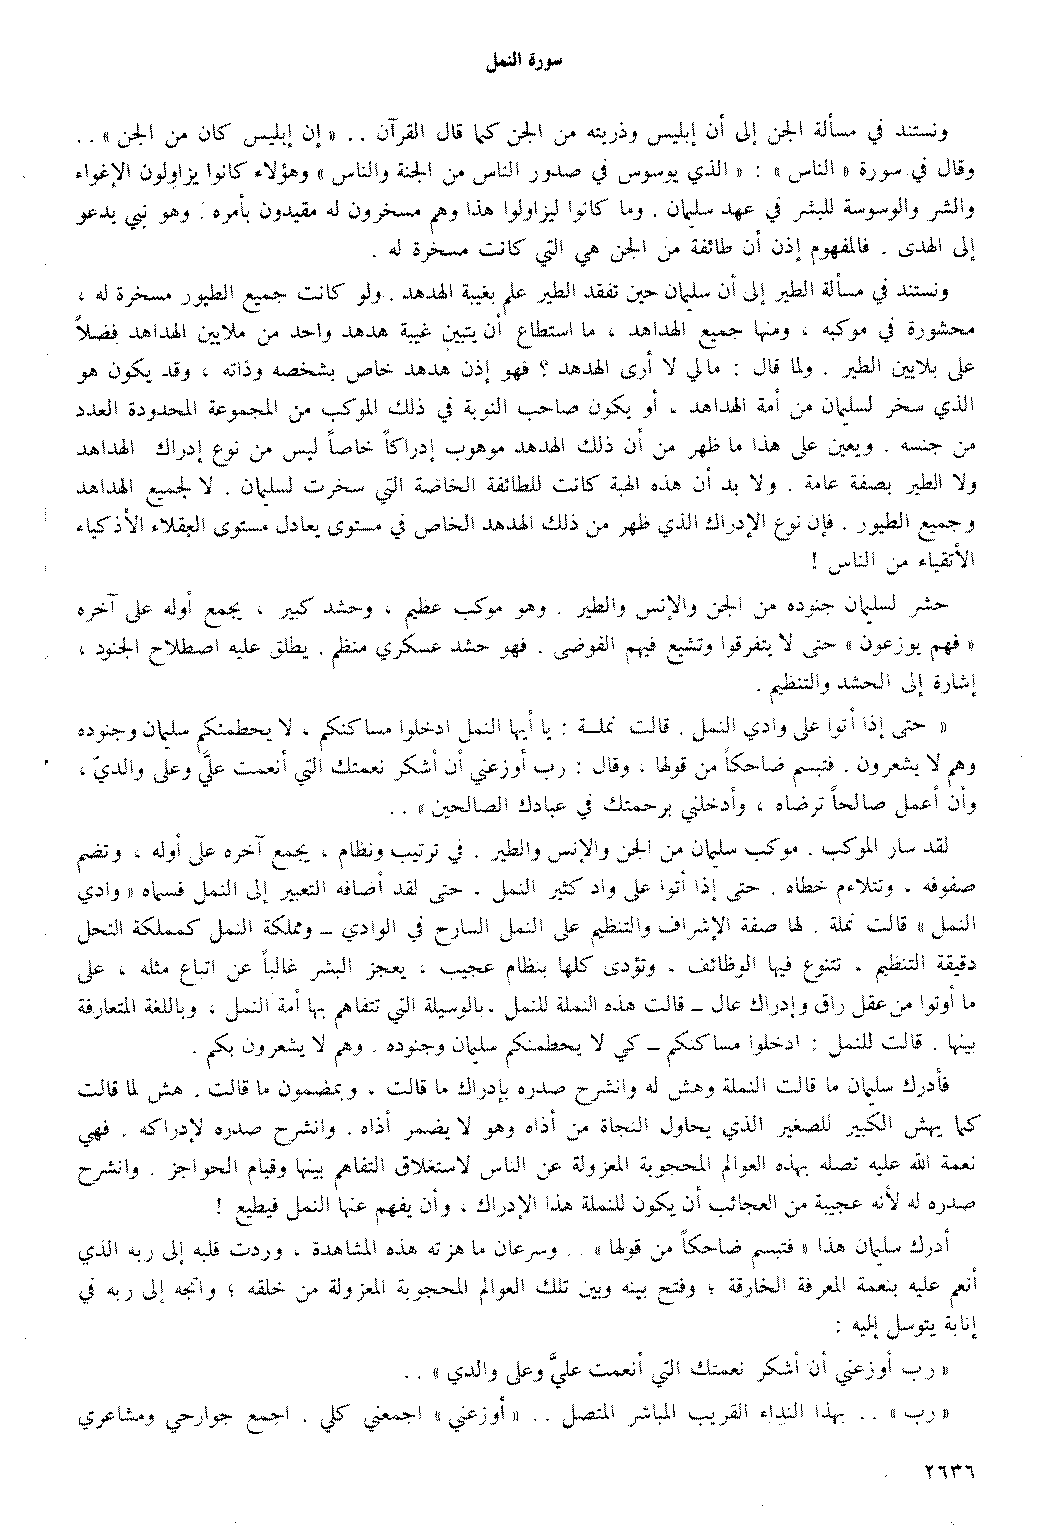 سورة النمل
ونستند في مسألة الجن إلى أن إبليس وذريته من الجن كما قال القرآن .. « إن إبليس كان من الجن » ..
وقال في سورة « الناس » : « الذي يوسوس في صدور الناس من الجنة والناس » وهؤلاء كانوا يزاولون الإغواء
والشر والوسوسة للبشر في عهد سليمان . وما كانوا ليزاولوا هذا وهم مسخرون له مقيدون بأمره . وهو نبي يدعو
إلى الهدى . فالمفهوم إذن أن طائفة من الجن هي التي كانت مسخرة له .
ونستند في مسألة الطير إلى أن سليمان حين تفقد الطير علم بغيبة الهدهد . ولو كانت جميع الطيور مسخرة له ،
محشورة في موكبه ، ومنها جميع الهداهد ، ما استطاع أن يتبين غيبة هدهد واحد من ملايين الهداهد فضلاً
على بلايين الطير . ولما قال : مالي لا أرى الهدهد ؟ فهو إذن هدهد خاص بشخصه وذاته ، وقد يكون هو
الذي سخر لسليمان من أمة الهداهد ، أو يكون صاحب النوبة في ذلك الموكب من المجموعة المحدودة العدد
من جنسه . ويعين على هذا ما ظهر من أن ذلك الهدهد موهوب إدراكاً خاصاً ليس من نوع إدراك الهداهد
ولا الطير بصفة عامة . ولا بد أن هذه الهبة كانت للطائفة الخاصة التي سخرت لسليمان . لا لجميع الهداهد
وجميع الطيور . فإن نوع الإدراك الذي ظهر من ذلك الهدهد الخاص في مستوى يعادل مستوى العقلاء الأذكياء
الأتقياء من الناس !
حشر لسليمان جنوده من الجن والإنس والطير . وهو موكب عظيم ، وحشد كبير ، يجمع أوله على آخره
« فهم يوزعون » حتى لا يتفرقوا وتشيع فيهم الفوضى . فهو حشد عسكري منظم . يطلق عليه اصطلاح الجنود ،
إشارة إلى الحشد والتنظيم .
« حتى إذا أتوا على وادي النمل . قالت نملة : يا أيها النمل ادخلوا مساكنكم ، لا يحطمنكم سليمان وجنوده
وهم لا يشعرون . فتبسم ضاحكاً من قولها ، وقال : رب أوزعني أن أشكر نعمتك التي أنعمت عليَّ وعلى والديّ ،
وأن أعمل صالحاً ترضاه ، وأدخلني برحمتك في عبادك الصالحين » ..
لقد سار الموكب . موكب سليمان من الجن والإنس والطير . في ترتيب ونظام ، يجمع آخره على أوله ، وتضم
صفوفه ، وتتلاءم خطاه . حتى إذا أتوا على واد كثير النمل . حتى لقد أضافه التعبير إلى النمل فسماه « وادي
النمل » قالت نملة . لها صفة الإشراف والتنظيم على النمل السارح في الوادي – ومملكة النمل كمملكة النحل
دقيقة التنظيم . تتنوع فيها الوظائف . وتؤدى كلها بنظام عجيب ، يعجز البشر غالباً عن اتباع مثله ، على
ما أوتوا من عقل راق وإدراك عال – قالت هذه النملة للنمل . بالوسيلة التي تتفاهم بها أمة النمل ، وباللغة المتعارفة
بينها . قالت للنمل : ادخلوا مساكنكم – كي لا يحطمنكم سليمان وجنوده . وهم لا يشعرون بكم .
فأدرك سليمان ما قالت النملة وهش له وانشرح صدره بإدراك ما قالت ، وبمضمون ما قالت . هش لما قالت
كما يهش الكبير للصغير الذي يحاول النجاة من أذاه وهو لا يضمر أذاه . وانشرح صدره لإدراكه . فهي
نعمة الله عليه تصله بهذه العوالم المحجوبة المعزولة عن الناس لاستغلاق التفاهم بينها وقيام الحواجز . وانشرح
صدره له لأنه عجيبة من العجائب أن يكون للنملة هذا الإدراك ، وأن يفهم عنها النمل فيطيع !
أدرك سليمان هذا « فتبسم ضاحكاً من قولها » .. وسرعان ما هزته هذه المشاهدة ، وردت قلبه إلى ربه الذي
أنعم عليه بنعمة المعرفة الخارقة ؛ وفتح بينه وبين تلك العوالم المحجوبة المعزولة من خلقه ؛ واتجه إلى ربه في
إنابة يتوسل إليه :
« رب أوزعني أن أشكر نعمتك التي أنعمت عليَّ وعلى والدي » ..
« رب » .. بهذا النداء القريب المباشر المتصل .. « أوزعني » اجمعني كلي . اجمع جوارحي ومشاعري
٢٦٣٦